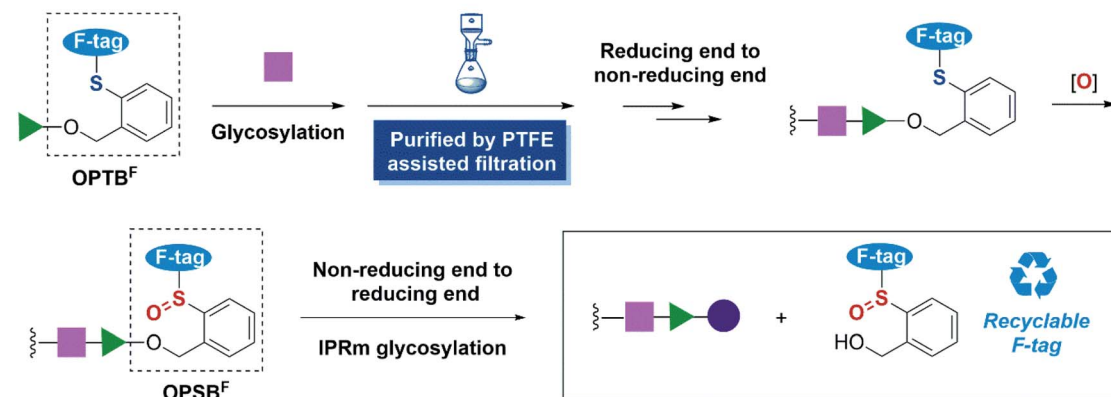 F-tag
S
O
OPTB^F
Glycosylation
Purified by PTFE
assisted filtration
Reducing end to
non-reducing end
F-tag
S
O
[O]
F-tag
S
O
O
OPSB^F
Non-reducing end to
reducing end
IPRm glycosylation
+
F-tag
S
O
HO
Recyclable
F-tag